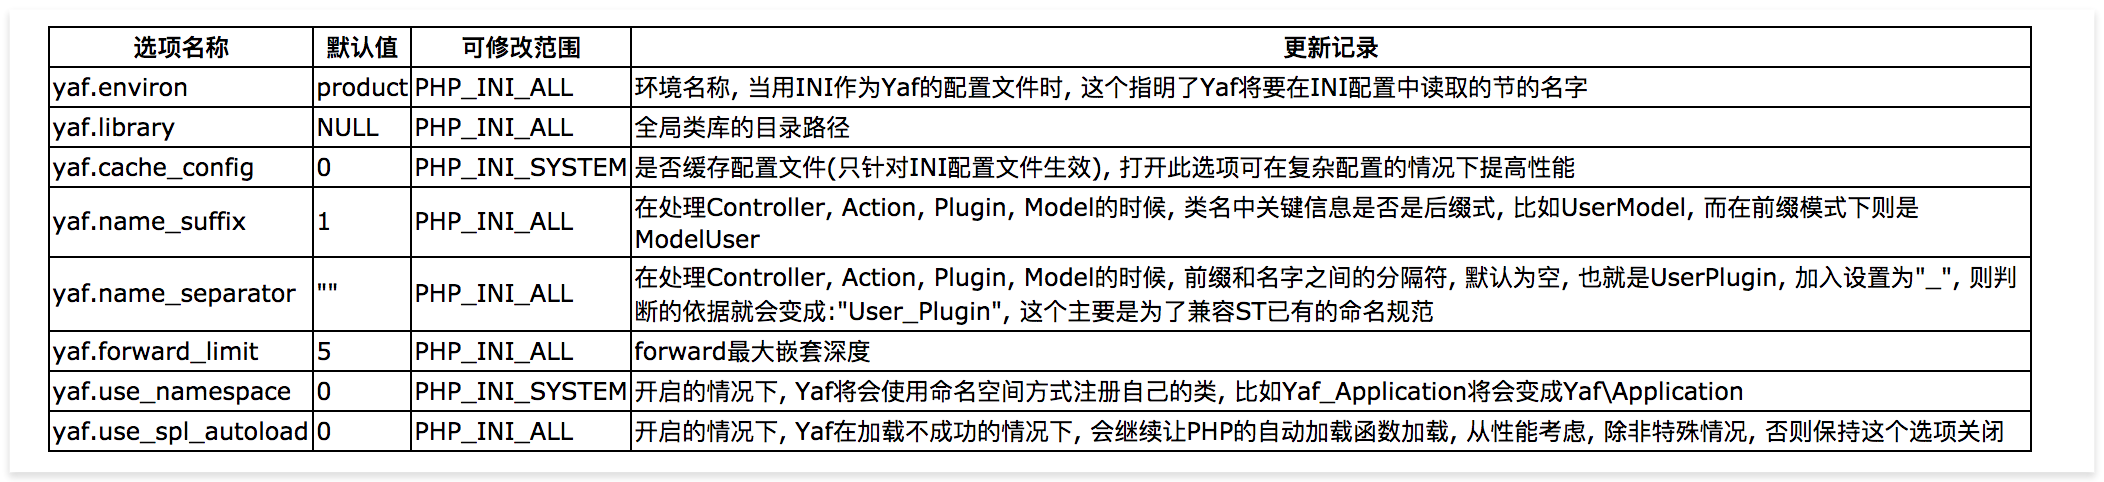 选项名称 默认值 可修改范围 更新记录
yaf.environ product PHP_INI_ALL 环境名称, 当用INI作为Yaf的配置文件时, 这个指明了Yaf将要在INI配置中读取的节的名字
yaf.library NULL PHP_INI_ALL 全局类库的目录路径
yaf.cache_config 0 PHP_INI_SYSTEM 是否缓存配置文件(只针对INI配置文件生效), 打开此选项可在复杂配置的情况下提高性能
yaf.name_suffix 1 PHP_INI_ALL 在处理Controller, Action, Plugin, Model的时候, 类名中关键信息是否是后缀式, 比如UserModel, 而在前缀模式下则是
ModelUser
yaf.name_separator "" PHP_INI_ALL 在处理Controller, Action, Plugin, Model的时候, 前缀和名字之间的分隔符, 默认为空, 也就是UserPlugin, 加入设置为"_", 则判
断的依据就会变成:"User_Plugin", 这个主要是为了兼容ST已有的命名规范
yaf.forward_limit 5 PHP_INI_ALL forward最大嵌套深度
yaf.use_namespace 0 PHP_INI_SYSTEM 开启的情况下, Yaf将会使用命名空间方式注册自己的类, 比如Yaf_Application将会变成Yaf\Application
yaf.use_spl_autoload 0 PHP_INI_ALL 开启的情况下, Yaf在加载不成功的情况下, 会继续让PHP的自动加载函数加载, 从性能考虑, 除非特殊情况, 否则保持这个选项关闭